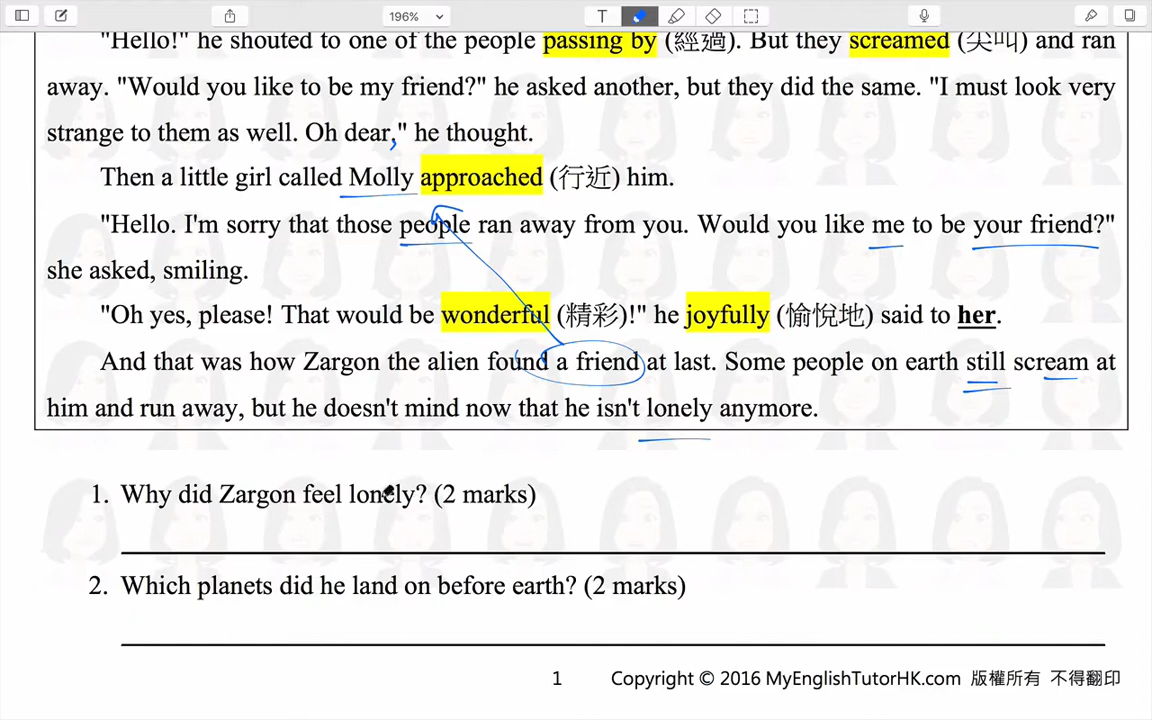 196%
T
"Hello!" he shouted to one of the people passing by (經過). But they screamed (尖叫) and ran
away. "Would you like to be my friend?" he asked another, but they did the same. "I must look very
strange to them as well. Oh dear," he thought.
Then a little girl called Molly approached (行近) him.
"Hello. I'm sorry that those people ran away from you. Would you like me to be your friend?"
she asked, smiling.
"Oh yes, please! That would be wonderful (精彩)!" he joyfully (愉悅地) said to her.
And that was how Zargon the alien found a friend at last. Some people on earth still scream at
him and run away, but he doesn't mind now that he isn't lonely anymore.
1. Why did Zargon feel lonely? (2 marks)
2. Which planets did he land on before earth? (2 marks)
1 Copyright © 2016 MyEnglishTutorHK.com 版權所有 不得翻印